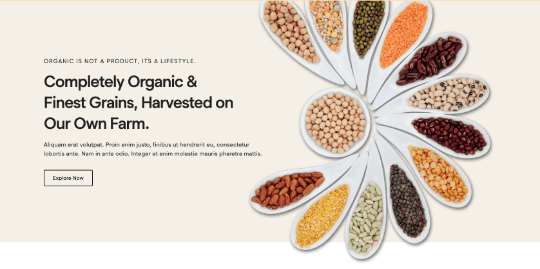 ORGANIC IS NOT A PRODUCT, ITS A LIFESTYLE.
Completely Organic &
Finest Grains, Harvested on
Our Own Farm.
Aliquam erat volutpat. Proin enim justo, finibus at hendrerit eu, consectetur
lobortis ante. Nam in ante odio. Integer at enim molestie mauris pharetra mattis.
Explore Now